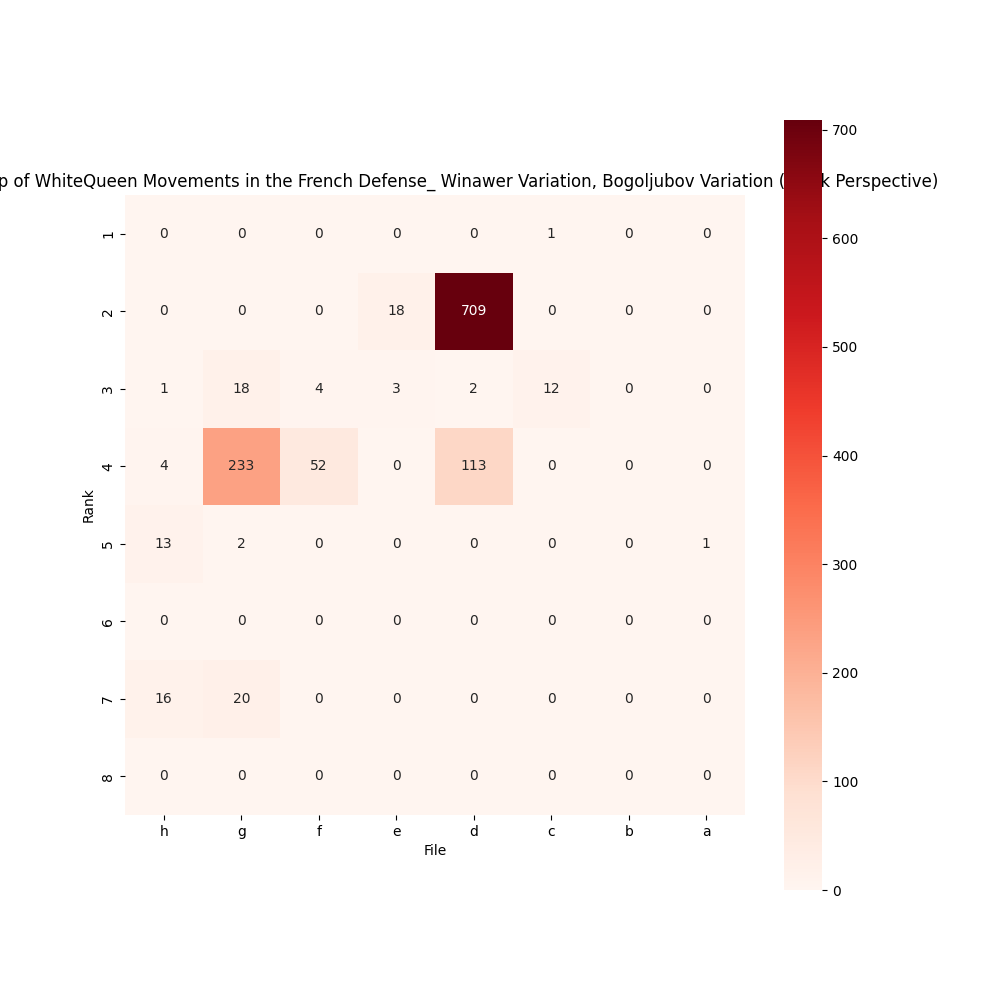 of WhiteQueen Movements in the French Defense_ Winawer Variation, Bogoljubov Variation ( Perspective)
700
600
500
400
300
200
100
0
Rank
1 0 0 0 0 0 1 0 0
2 0 0 0 18 709 0 0 0
3 1 18 4 3 2 12 0 0
4 4 233 52 0 113 0 0 0
5 13 2 0 0 0 0 0 1
6 0 0 0 0 0 0 0 0
7 16 20 0 0 0 0 0 0
8 0 0 0 0 0 0 0 0
h g f e d c b a
File